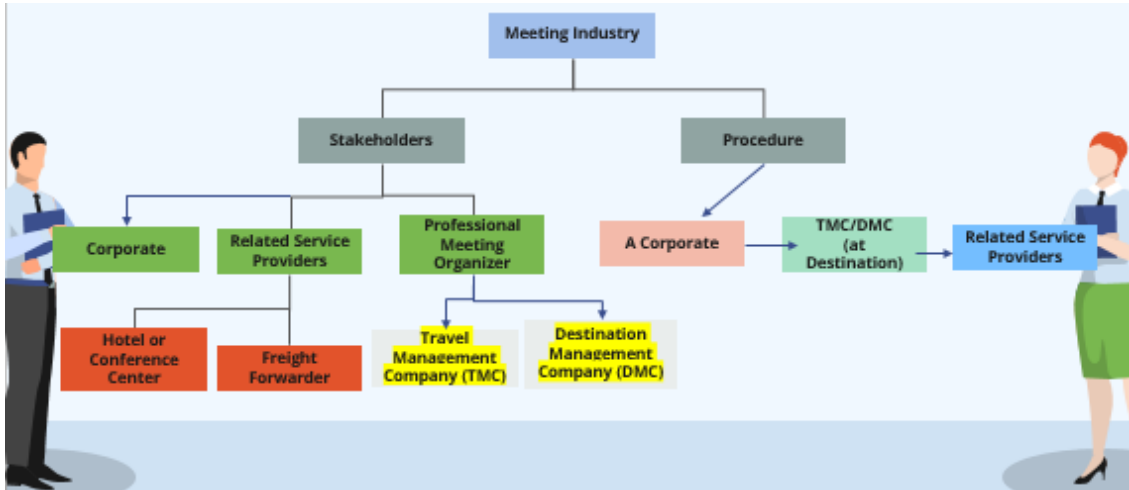 Meeting Industry
Stakeholders
Procedure
Corporate
Related Service
Providers
Professional
Meeting
Organizer
A Corporate
TMC/DMC
(at
Destination)
Related Service
Providers
Hotel or
Conference
Center
Freight
Forwarder
Travel
Management
Company (TMC)
Destination
Management
Company (DMC)